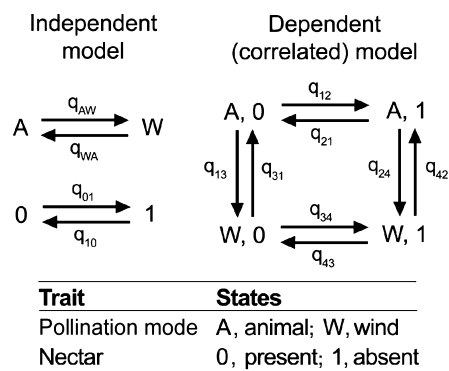 Independent model
Dependent (correlated) model
A qAW W
qWA
0 q01 1
q10
A, 0 q12 A, 1
q21
q13 q31 q24 q42
W, 0 q34 W, 1
q43
Trait States
Pollination mode A, animal; W, wind
Nectar 0, present; 1, absent